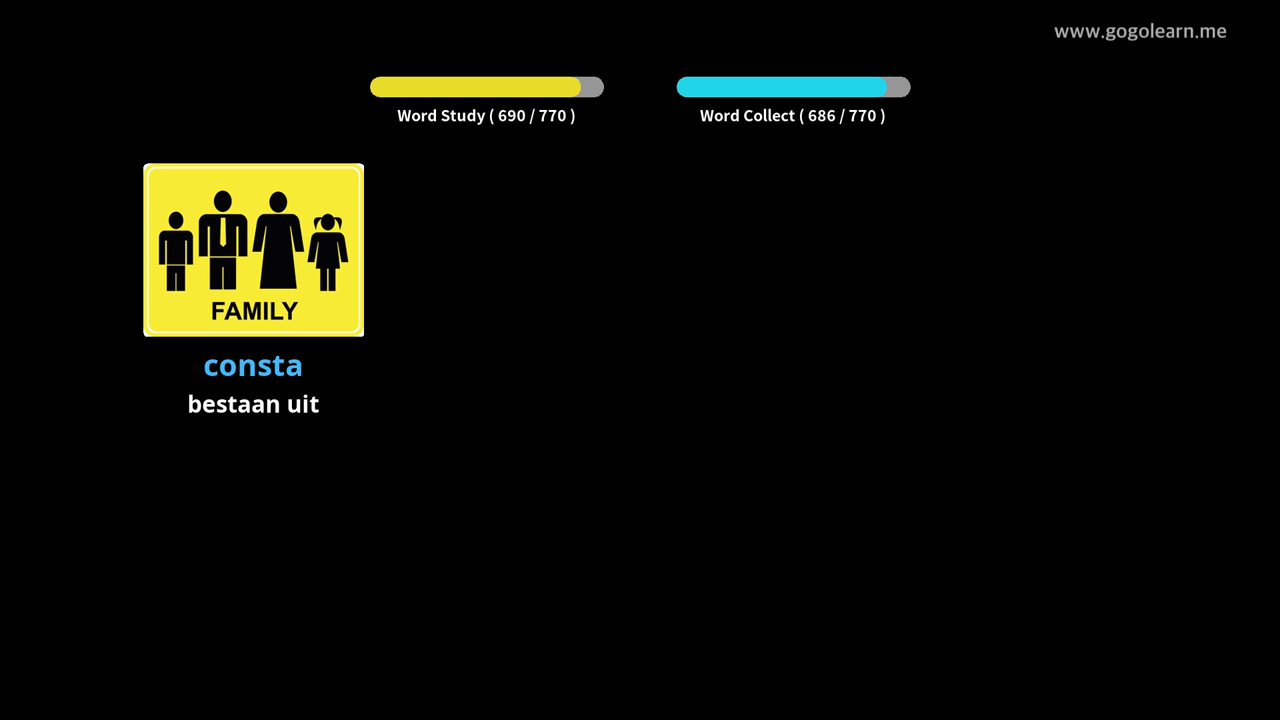 www.gogolearn.me
Word Study ( 690 / 770 )
Word Collect ( 686 / 770 )
FAMILY
consta
bestaan uit